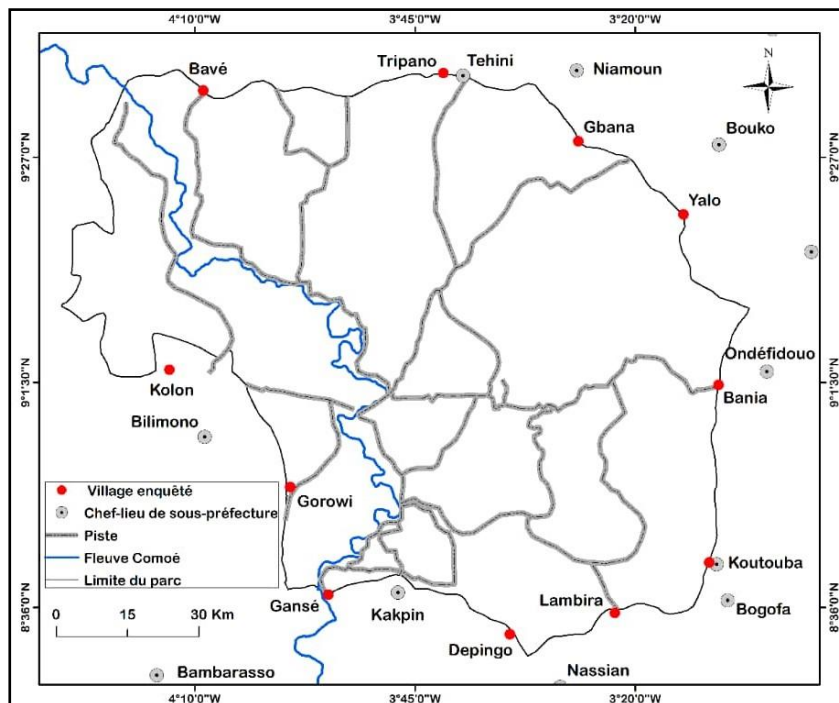 4°10'0"W 3°45'0"W 3°20'0"W
N
Bavé
Tripano
Tehini
Niamoun
Gbana
Bouko
9°27'0"N
9°27'0"N
Yalo
Ondéfidouo
9°1'30"N
9°1'30"N
Kolon
Bania
Bilimono
Village enquêté
Gorowi
Chef-lieu de sous-préfecture
Piste
Fleuve Comoé
Limite du parc
Koutouba
0 15 30 Km
Gansé
Kakpin
Lambira
Bogofa
8°36'0"N
8°36'0"N
Depingo
Bambarasso
Nassian
4°10'0"W 3°45'0"W 3°20'0"W